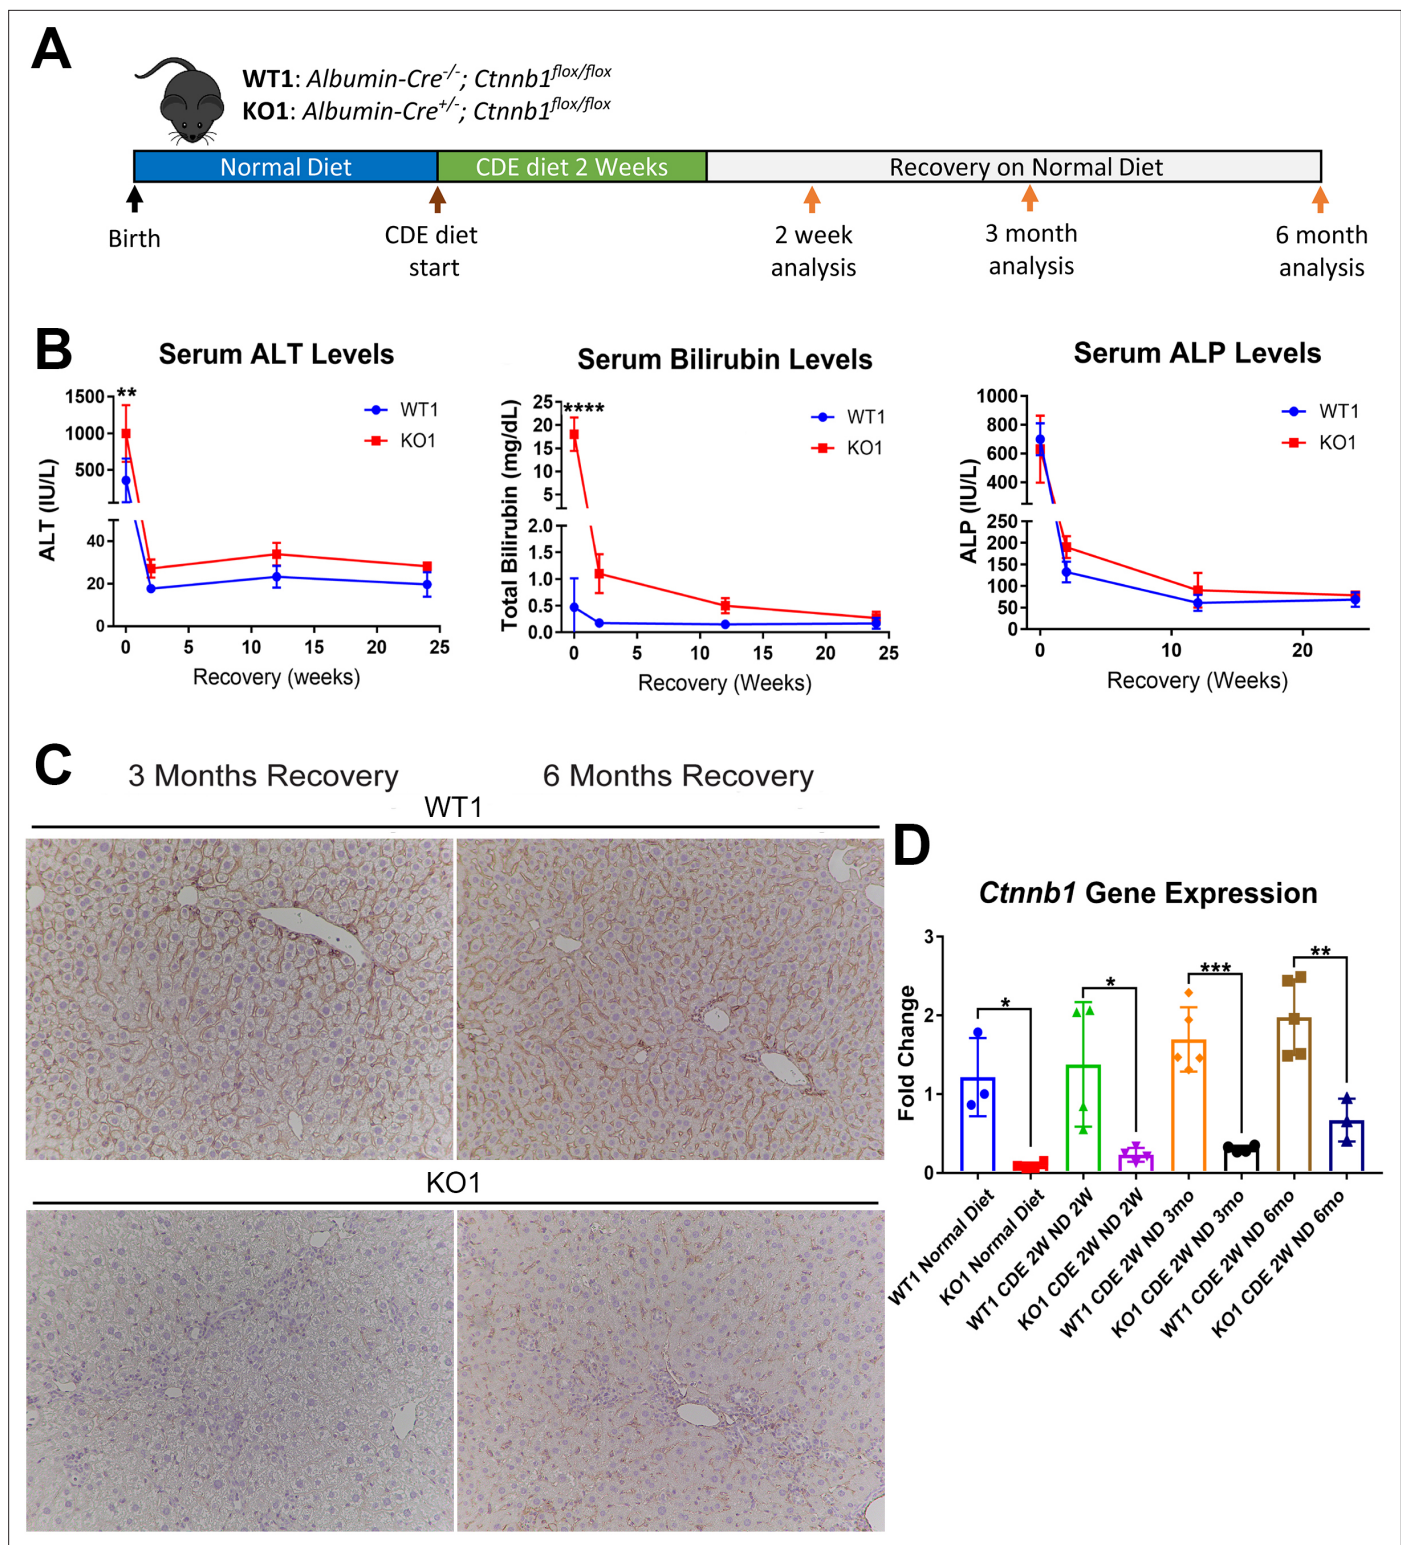 A
WT1: Albumin-Cre-/-; Ctnnb1flox/flox
KO1: Albumin-Cre+/-; Ctnnb1flox/flox
Normal Diet
CDE diet 2 Weeks
Recovery on Normal Diet
Birth
CDE diet
start
2 week
analysis
3 month
analysis
6 month
analysis
B
Serum ALT Levels
ALT (IU/L)
1500
1000
500
40
20
0
**
WT1
KO1
0 5 10 15 20 25
Recovery (weeks)
Serum Bilirubin Levels
Total Bilirubin (mg/dL)
25
20
15
10
5
2.0
1.5
1.0
0.5
0.0
****
WT1
KO1
0 5 10 15 20 25
Recovery (Weeks)
Serum ALP Levels
ALP (IU/L)
1000
800
600
400
250
200
150
100
50
0
WT1
KO1
0 10 20
Recovery (Weeks)
C
3 Months Recovery
6 Months Recovery
WT1
KO1
D
Ctnnb1 Gene Expression
Fold Change
3
2
1
0
*
*
***
**
WT1 Normal Diet
KO1 Normal Diet
WT1 CDE 2W ND 2W
KO1 CDE 2W ND 2W
WT1 CDE 2W ND 3mo
KO1 CDE 2W ND 3mo
WT1 CDE 2W ND 6mo
KO1 CDE 2W ND 6mo